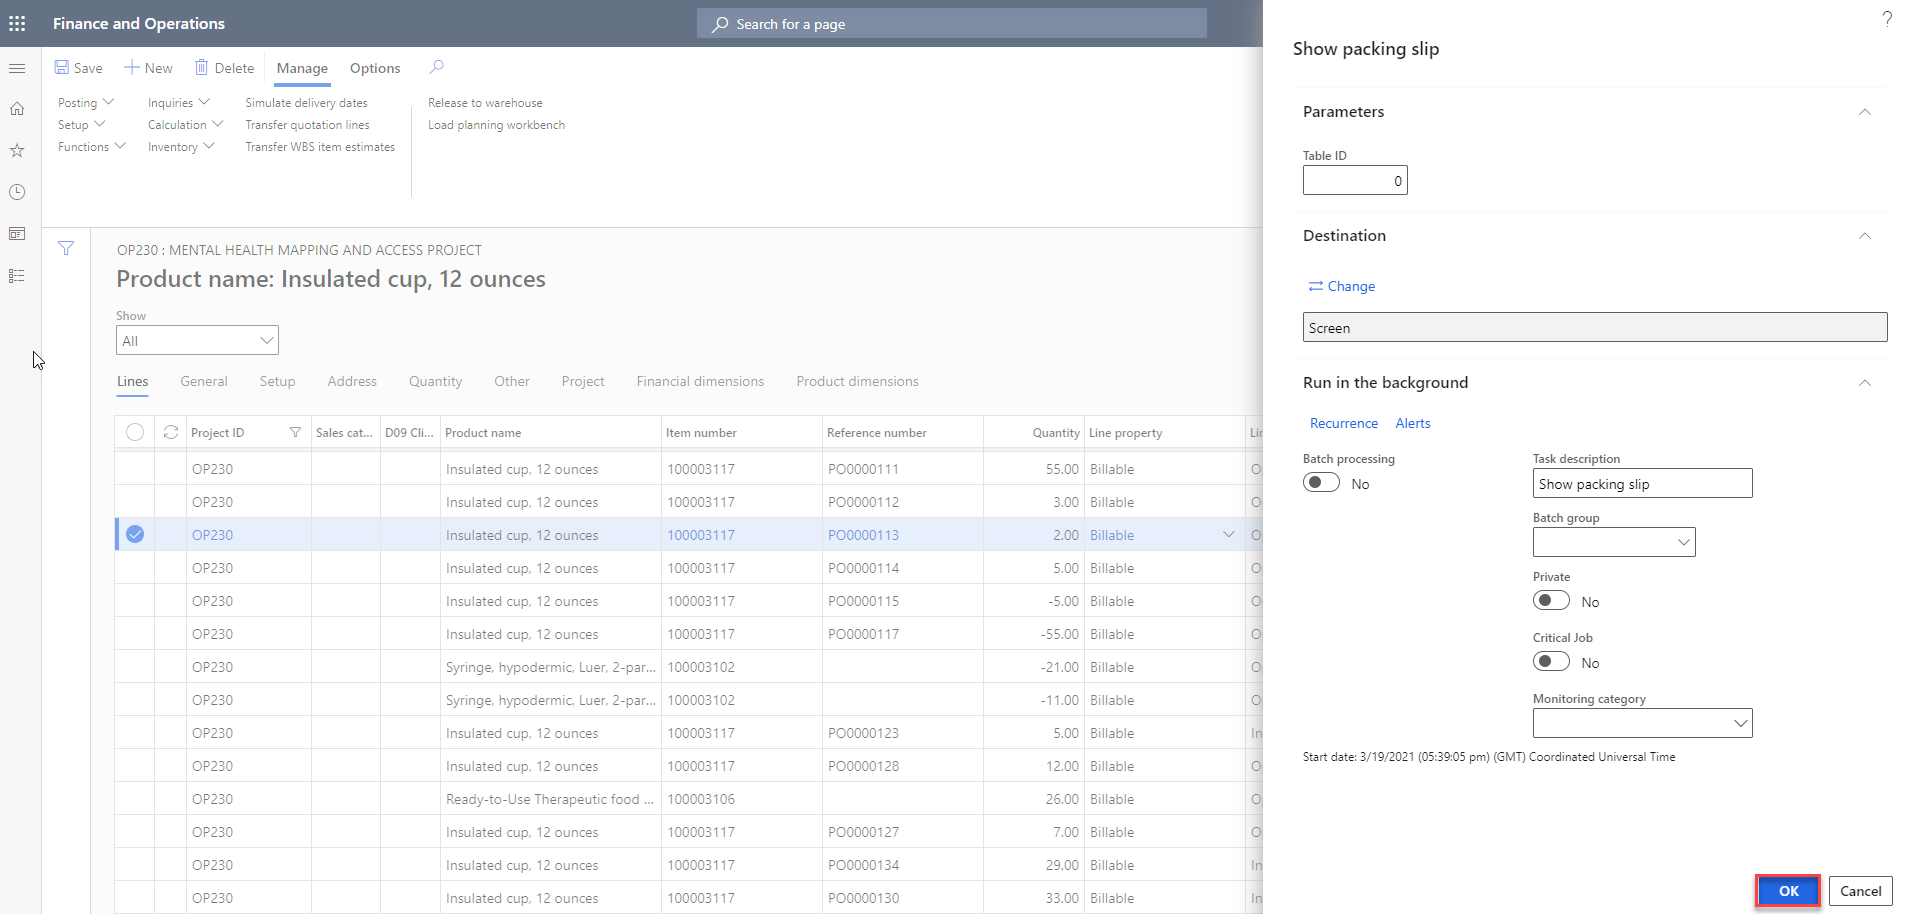 Finance and Operations
Search for a page
?
Save New Delete Manage Options
Posting Inquiries Simulate delivery dates Release to warehouse
Setup Calculation Transfer quotation lines Load planning workbench
Functions Inventory Transfer WBS item estimates
OP230 : MENTAL HEALTH MAPPING AND ACCESS PROJECT
Product name: Insulated cup, 12 ounces
Show
All
Lines General Setup Address Quantity Other Project Financial dimensions Product dimensions
Project ID Sales cat... D09 Cli... Product name Item number Reference number Quantity Line property Lir
OP230 Insulated cup, 12 ounces 100003117 PO0000111 55.00 Billable O
OP230 Insulated cup, 12 ounces 100003117 PO0000112 3.00 Billable O
OP230 Insulated cup, 12 ounces 100003117 PO0000113 2.00 Billable O
OP230 Insulated cup, 12 ounces 100003117 PO0000114 5.00 Billable O
OP230 Insulated cup, 12 ounces 100003117 PO0000115 -5.00 Billable O
OP230 Insulated cup, 12 ounces 100003117 PO0000117 -55.00 Billable O
OP230 Syringe, hypodermic, Luer, 2-par... 100003102 -21.00 Billable O
OP230 Syringe, hypodermic, Luer, 2-par... 100003102 -11.00 Billable O
OP230 Insulated cup, 12 ounces 100003117 PO0000123 5.00 Billable In
OP230 Insulated cup, 12 ounces 100003117 PO0000128 12.00 Billable O
OP230 Ready-to-Use Therapeutic food ... 100003106 26.00 Billable O
OP230 Insulated cup, 12 ounces 100003117 PO0000127 7.00 Billable O
OP230 Insulated cup, 12 ounces 100003117 PO0000134 29.00 Billable In
OP230 Insulated cup, 12 ounces 100003117 PO0000130 33.00 Billable In
Show packing slip
Parameters
Table ID
0
Destination
Change
Screen
Run in the background
Recurrence Alerts
Batch processing
No
Task description
Show packing slip
Batch group
Private
No
Critical Job
No
Monitoring category
Start date: 3/19/2021 (05:39:05 pm) (GMT) Coordinated Universal Time
OK Cancel